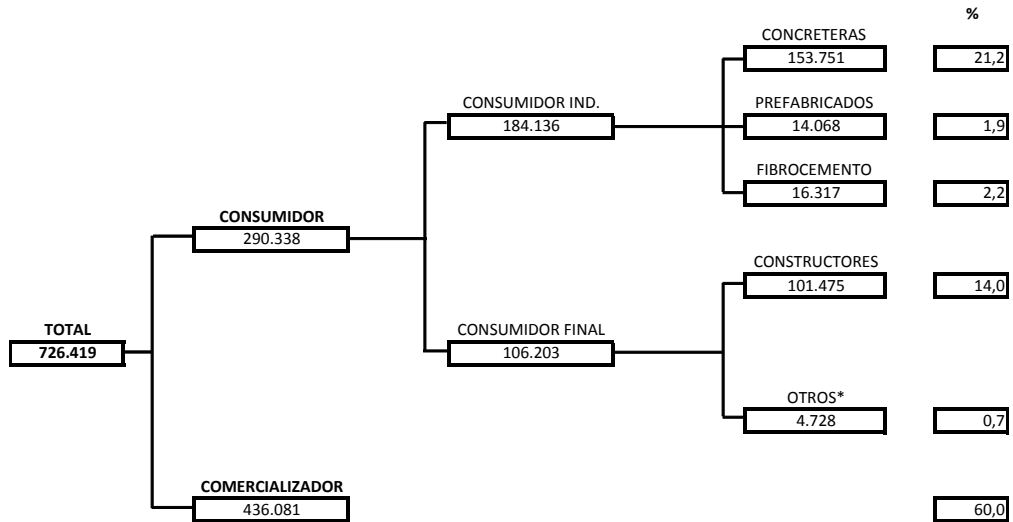 %
CONCRETERAS
153.751 21,2
CONSUMIDOR IND. PREFABRICADOS
184.136 14.068 1,9
FIBROCEMENTO
16.317 2,2
CONSUMIDOR
290.338
CONSTRUCTORES
101.475 14,0
TOTAL CONSUMIDOR FINAL
726.419 106.203
OTROS*
4.728 0,7
COMERCIALIZADOR
436.081 60,0